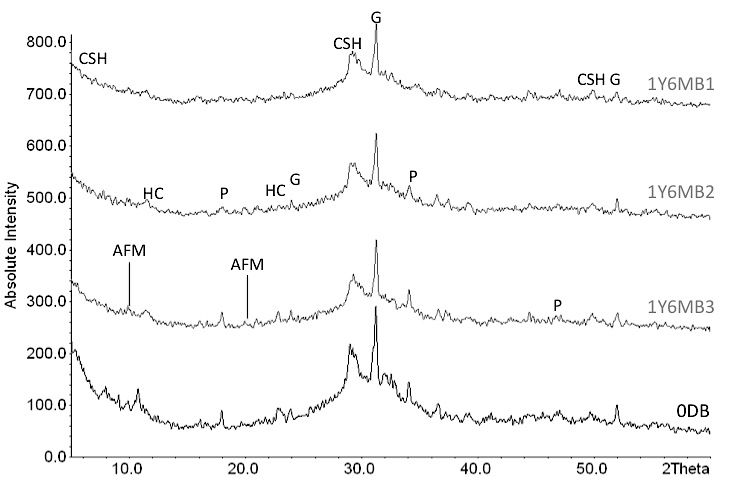 G
800.0
CSH
CSH
CSH G
1Y6MB1
700.0
600.0
G
HC
P
HC
P
1Y6MB2
500.0
Absolute Intensity
400.0
AFM
AFM
300.0
P
1Y6MB3
200.0
100.0
0DB
0.0
10.0 20.0 30.0 40.0 50.0 2Theta